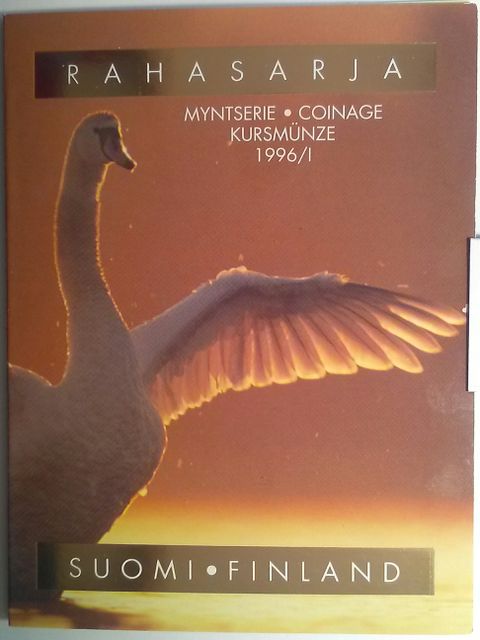 RAHASARJA
MYNTSERIE • COINAGE
KURSMÜNZE
1996/I
SUOMI • FINLAND